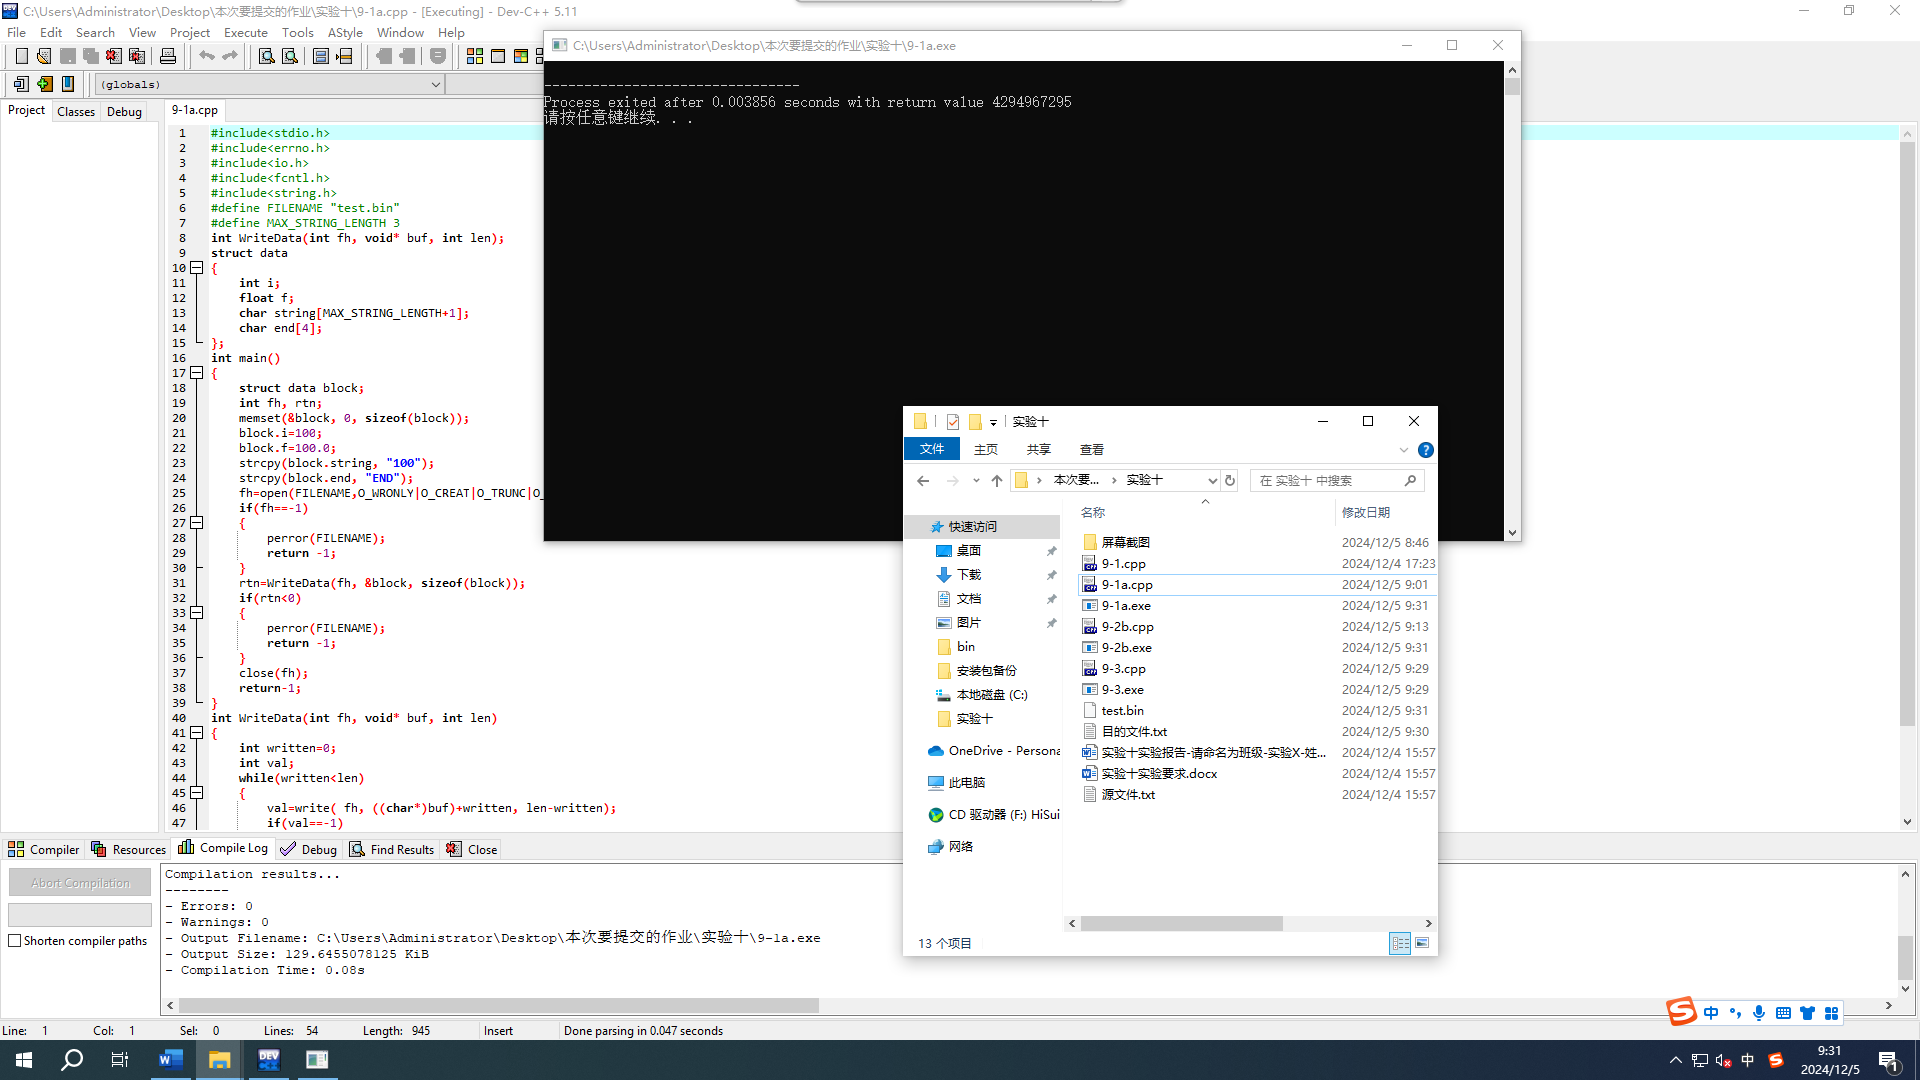 C:\Users\Administrator\Desktop\本次要提交的作业\实验十\9-1a.cpp - [Executing] - Dev-C++ 5.11
File Edit Search View Project Execute Tools AStyle Window Help
(globals)
Project Classes Debug
9-1a.cpp
1 #include<stdio.h>
2 #include<errno.h>
3 #include<io.h>
4 #include<fcntl.h>
5 #include<string.h>
6 #define FILENAME "test.bin"
7 #define MAX_STRING_LENGTH 3
8 int WriteData(int fh, void* buf, int len);
9 struct data
10 {
11 int i;
12 float f;
13 char string[MAX_STRING_LENGTH+1];
14 char end[4];
15 };
16 int main()
17 {
18 struct data block;
19 int fh, rtn;
20 memset(&block, 0, sizeof(block));
21 block.i=100;
22 block.f=100.0;
23 strcpy(block.string, "100");
24 strcpy(block.end, "END");
25 fh=open(FILENAME,O_WRONLY|O_CREAT|O_TRUNC|O_
26 if(fh==-1)
27 {
28 perror(FILENAME);
29 return -1;
30 }
31 rtn=WriteData(fh, &block, sizeof(block));
32 if(rtn<0)
33 {
34 perror(FILENAME);
35 return -1;
36 }
37 close(fh);
38 return-1;
39 }
40 int WriteData(int fh, void* buf, int len)
41 {
42 int written=0;
43 int val;
44 while(written<len)
45 {
46 val=write( fh, ((char*)buf)+written, len-written);
47 if(val==-1)
C:\Users\Administrator\Desktop\本次要提交的作业\实验十\9-1a.exe
--------------------------------
Process exited after 0.003856 seconds with return value 4294967295
请按任意键继续. . .
实验十
文件 主页 共享 查看
本次要... 实验十
在 实验十 中搜索
快速访问
桌面
下载
文档
图片
bin
安装包备份
本地磁盘 (C:)
实验十
OneDrive - Persona
此电脑
CD 驱动器 (F:) HiSui
网络
名称 修改日期
屏幕截图 2024/12/5 8:46
9-1.cpp 2024/12/4 17:23
9-1a.cpp 2024/12/5 9:01
9-1a.exe 2024/12/5 9:31
9-2b.cpp 2024/12/5 9:13
9-2b.exe 2024/12/5 9:31
9-3.cpp 2024/12/5 9:29
9-3.exe 2024/12/5 9:29
test.bin 2024/12/5 9:31
目的文件.txt 2024/12/5 9:30
实验十实验报告-请命名为班级-实验X-姓... 2024/12/4 15:57
实验十实验要求.docx 2024/12/4 15:57
源文件.txt 2024/12/4 15:57
13 个项目
Compiler Resources Compile Log Debug Find Results Close
Abort Compilation
Shorten compiler paths
Compilation results...
--------
- Errors: 0
- Warnings: 0
- Output Filename: C:\Users\Administrator\Desktop\本次要提交的作业\实验十\9-1a.exe
- Output Size: 129.6455078125 KiB
- Compilation Time: 0.08s
Line: 1 Col: 1 Sel: 0 Lines: 54 Length: 945 Insert Done parsing in 0.047 seconds
中
中
9:31
2024/12/5
1